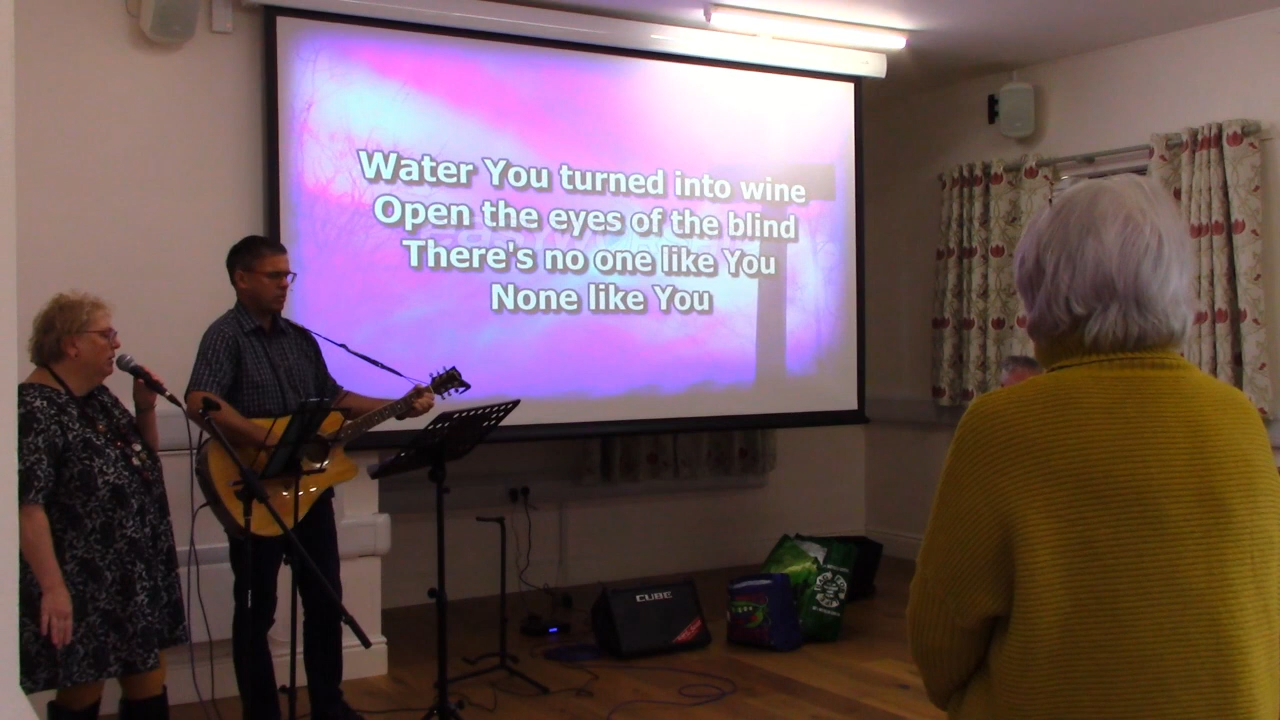 Water You turned into wine
Open the eyes of the blind
There's no one like You
None like You
CUBE